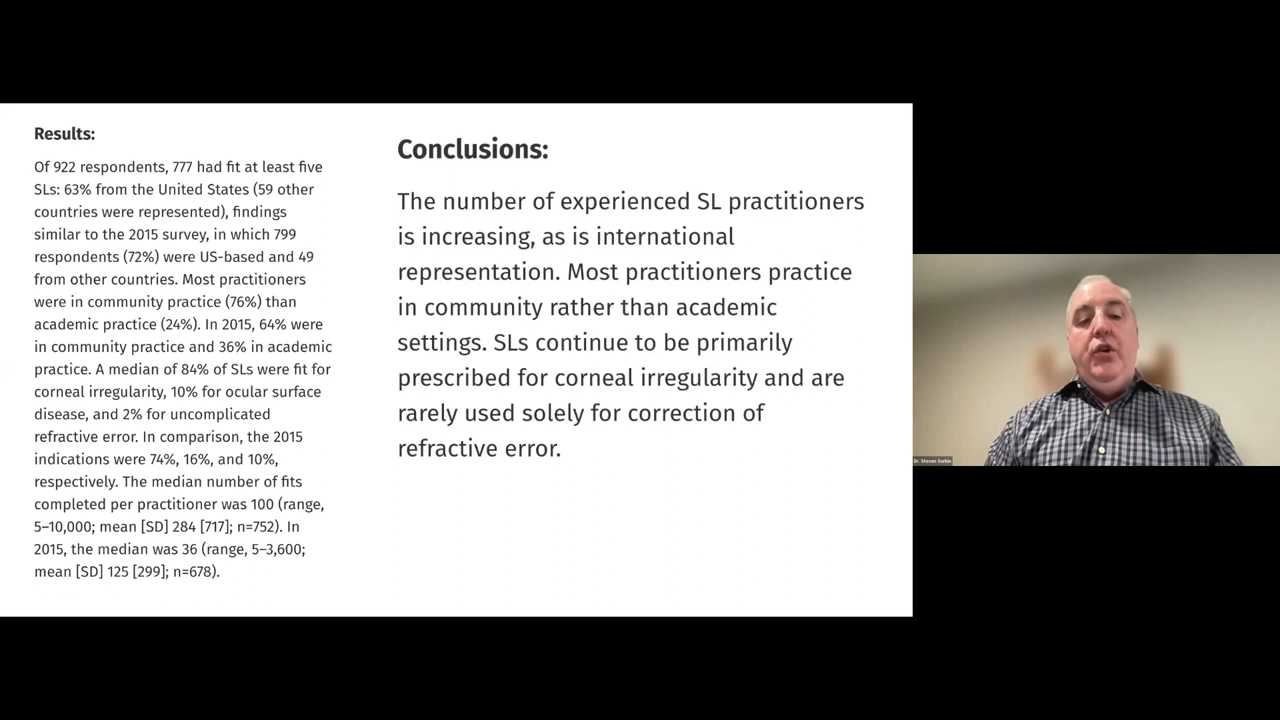 Results:
Of 922 respondents, 777 had fit at least five
SLs: 63% from the United States (59 other
countries were represented), findings
similar to the 2015 survey, in which 799
respondents (72%) were US-based and 49
from other countries. Most practitioners
were in community practice (76%) than
academic practice (24%). In 2015, 64% were
in community practice and 36% in academic
practice. A median of 84% of SLs were fit for
corneal irregularity, 10% for ocular surface
disease, and 2% for uncomplicated
refractive error. In comparison, the 2015
indications were 74%, 16%, and 10%,
respectively. The median number of fits
completed per practitioner was 100 (range,
5–10,000; mean [SD] 284 [717]; n=752). In
2015, the median was 36 (range, 5–3,600;
mean [SD] 125 [299]; n=678).
Conclusions:
The number of experienced SL practitioners
is increasing, as is international
representation. Most practitioners practice
in community rather than academic
settings. SLs continue to be primarily
prescribed for corneal irregularity and are
rarely used solely for correction of
refractive error.
Dr. Steven Sorkin